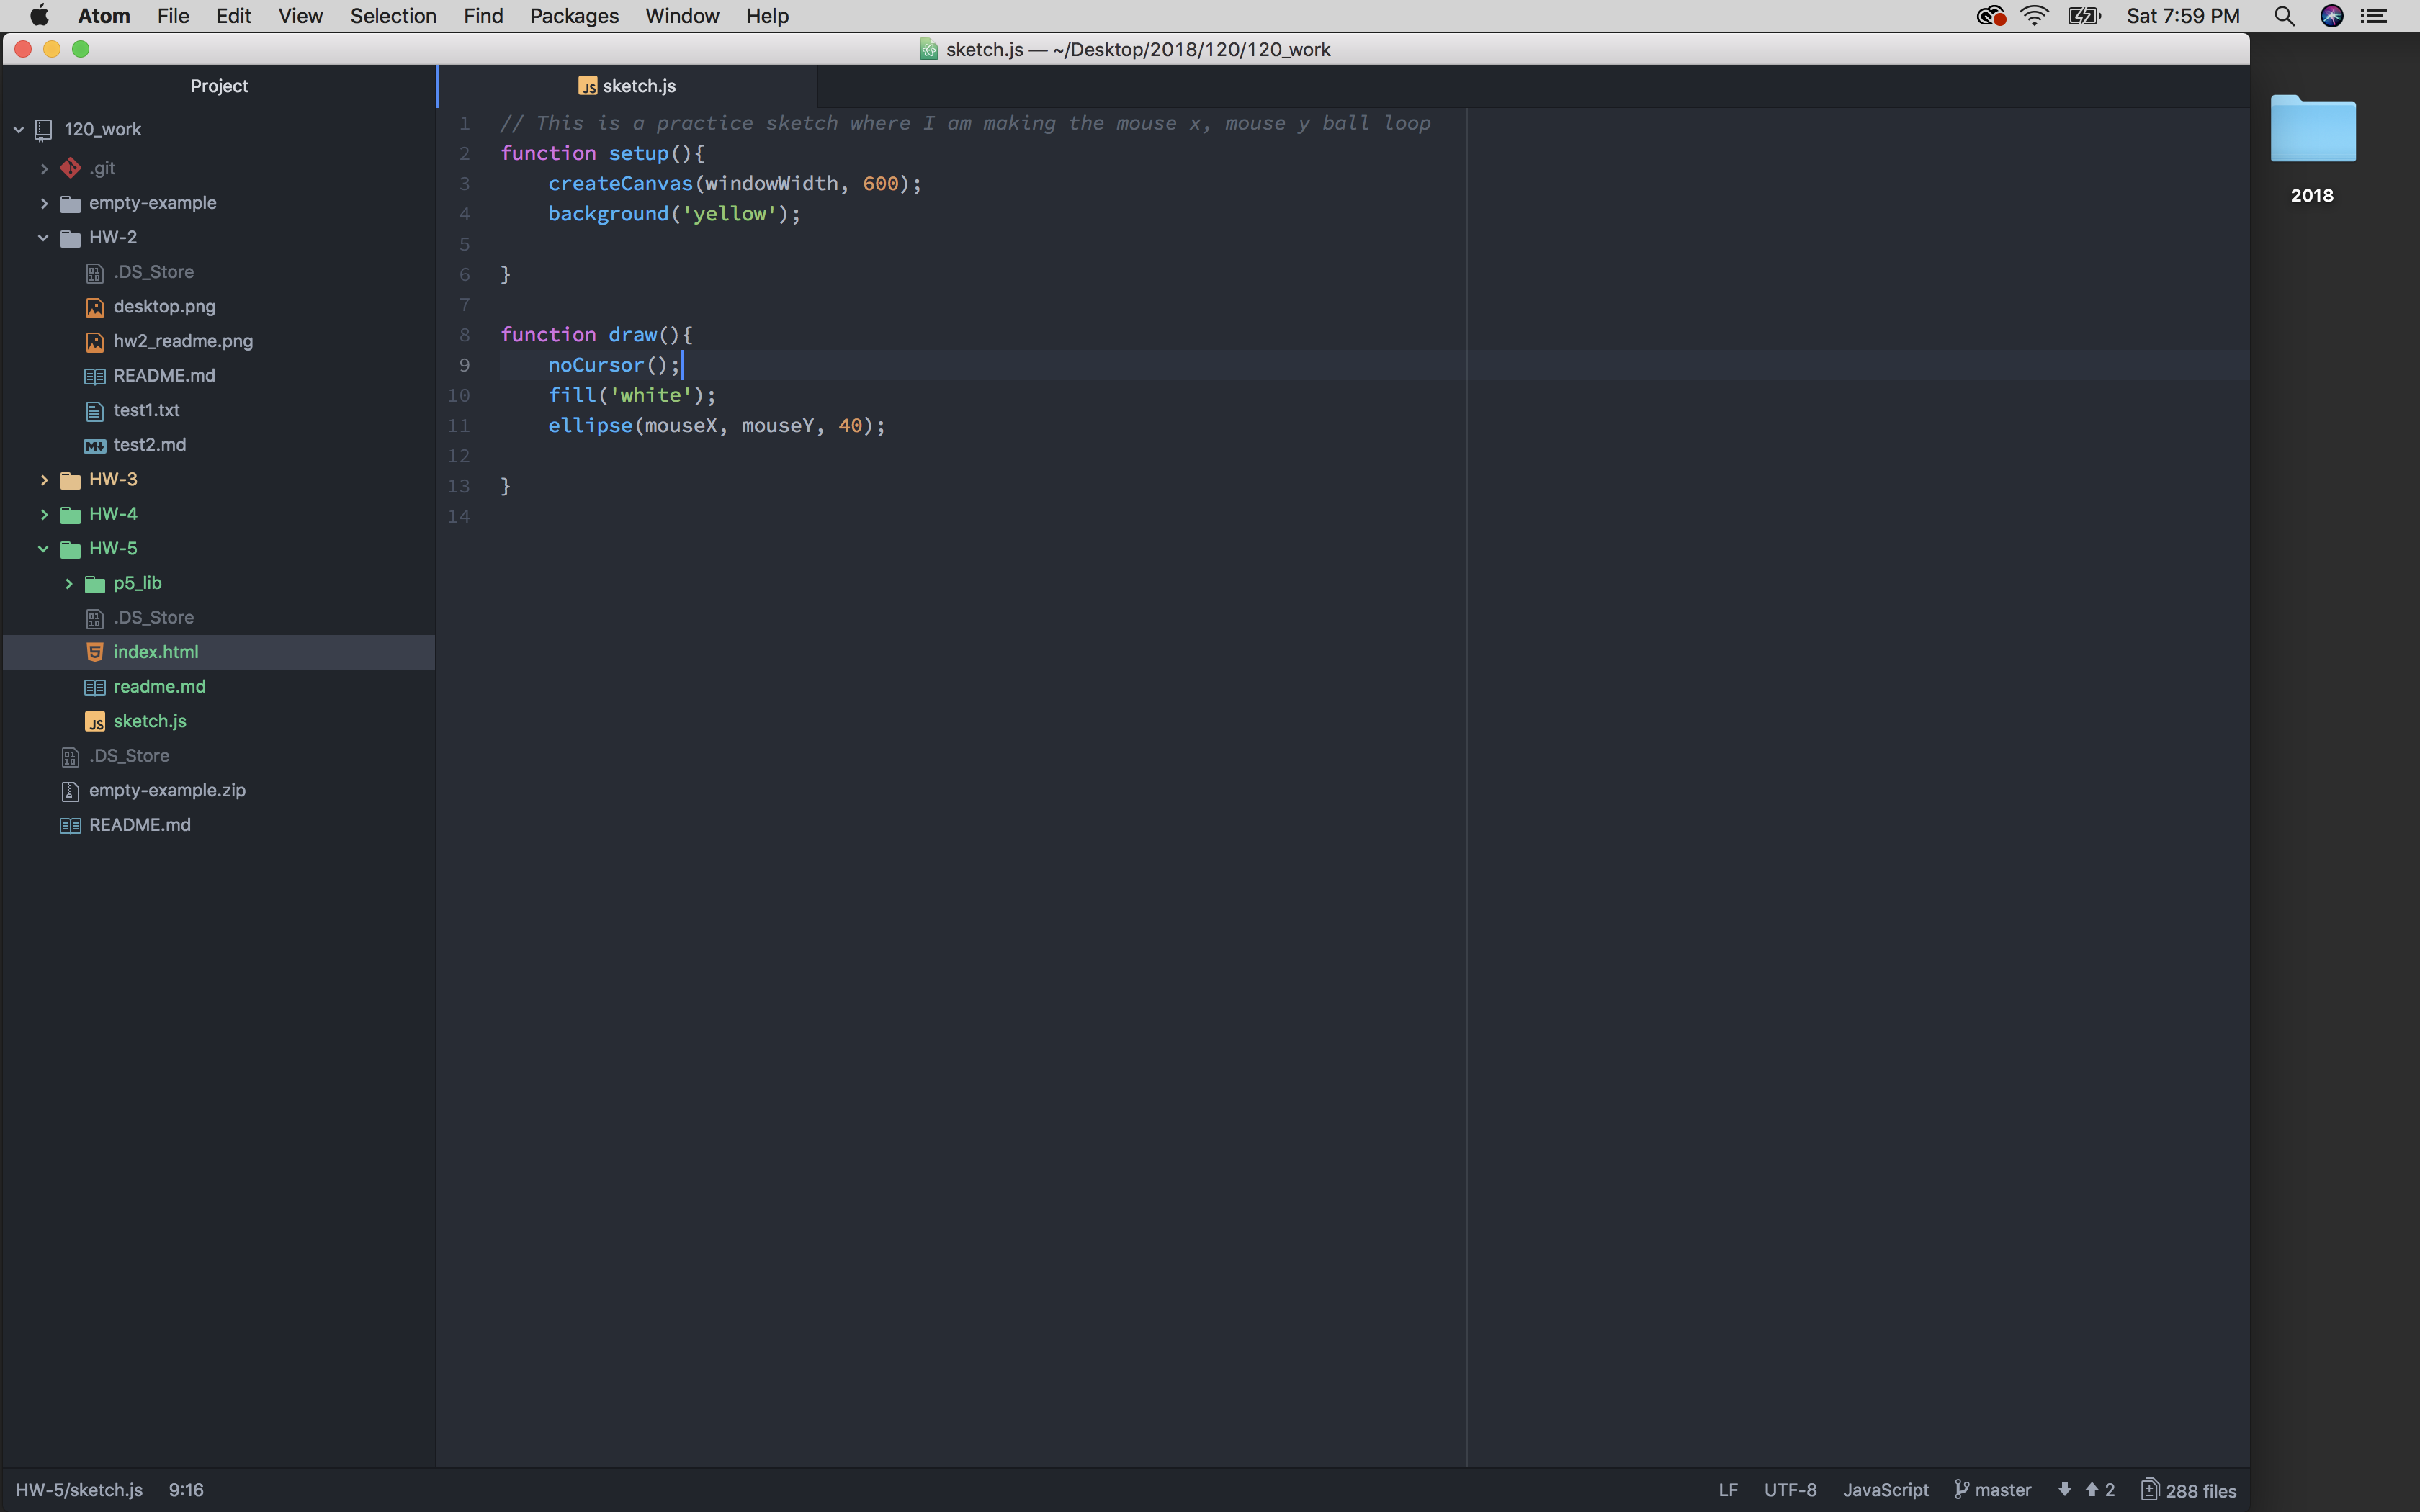 Atom File Edit View Selection Find Packages Window Help Sat 7:59 PM
sketch.js — ~/Desktop/2018/120/120_work
Project
120_work
.git
empty-example
HW-2
.DS_Store
desktop.png
hw2_readme.png
README.md
test1.txt
test2.md
HW-3
HW-4
HW-5
p5_lib
.DS_Store
index.html
readme.md
sketch.js
.DS_Store
empty-example.zip
README.md
sketch.js
1 // This is a practice sketch where I am making the mouse x, mouse y ball loop
2 function setup(){
3 createCanvas(windowWidth, 600);
4 background('yellow');
5
6 }
7
8 function draw(){
9 noCursor();
10 fill('white');
11 ellipse(mouseX, mouseY, 40);
12
13 }
14
2018
HW-5/sketch.js 9:16 LF UTF-8 JavaScript master 2 288 files